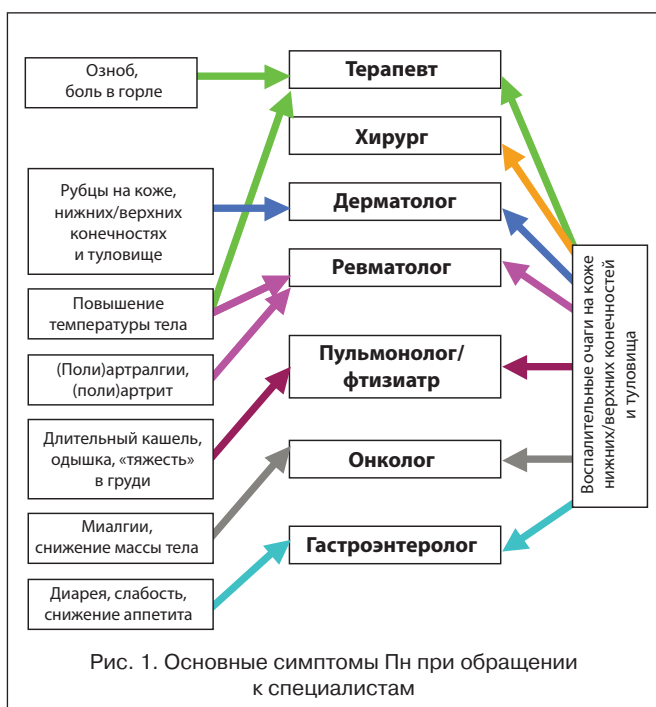 Озноб,
боль в горле
Рубцы на коже,
нижних/верхних
конечностях
и туловище
Повышение
температуры тела
(Поли)артралгии,
(поли)артрит
Длительный кашель,
одышка, «тяжесть»
в груди
Миалгии,
снижение массы тела
Диарея, слабость,
снижение аппетита
Терапевт
Хирург
Дерматолог
Ревматолог
Пульмонолог/
фтизиатр
Онколог
Гастроэнтеролог
Воспалительные очаги на коже
нижних/верхних конечностей
и туловища
Рис. 1. Основные симптомы Пн при обращении
к специалистам